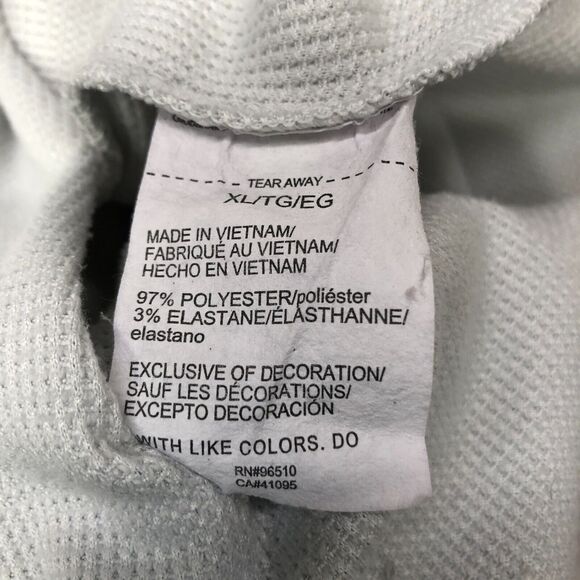 TEAR AWAY
XL/TG/EG
MADE IN VIETNAM/
FABRIQUÉ AU VIETNAM/
HECHO EN VIETNAM
97% POLYESTER/poliéster
3% ELASTANE/ÉLASTHANNE/
elastano
EXCLUSIVE OF DECORATION/
SAUF LES DÉCORATIONS/
EXCEPTO DECORACIÓN
WITH LIKE COLORS. DO
RN#96510
CA#41095